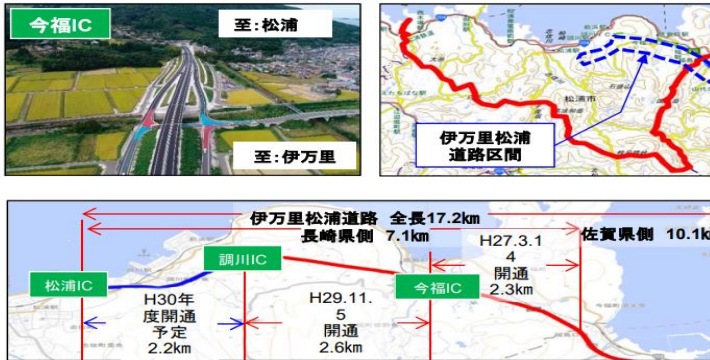 今福IC
至：松浦
至：伊万里
松浦市
伊万里松浦
道路区間
伊万里松浦道路 全長17.2km
長崎県側 7.1km
佐賀県側 10.1k
松浦IC
調川IC
今福IC
H30年
度開通
予定
2.2km
H29.11.
5
開通
2.6km
H27.3.1
4
開通
2.3km